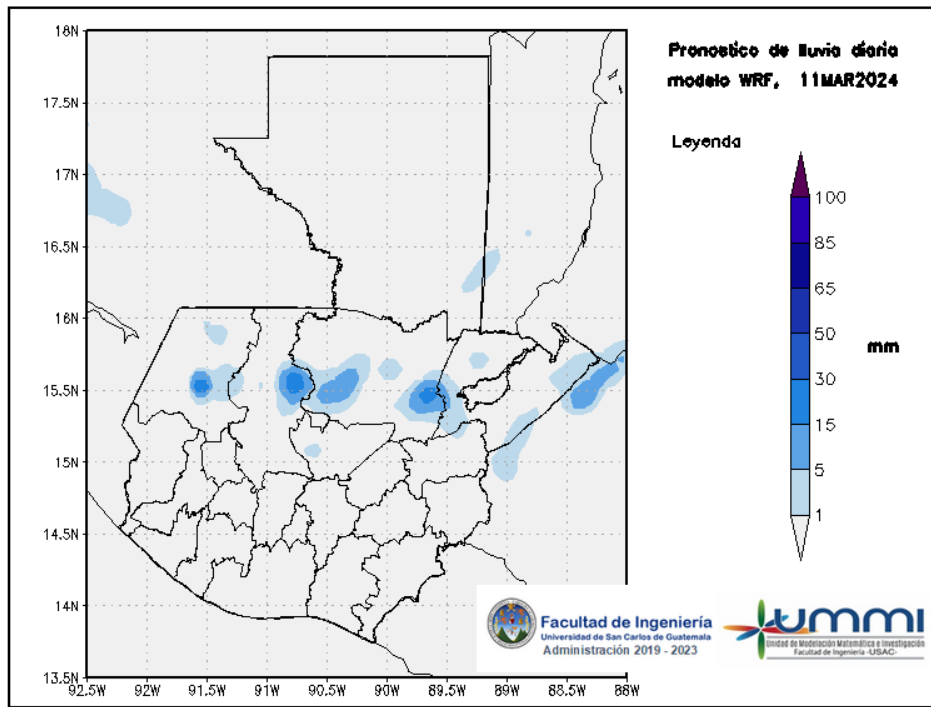 Pronostico de lluvia diaria
modelo WRF, 11MAR2024
Leyenda
100
85
65
50
30
15
5
1
mm
18N
17.5N
17N
16.5N
16N
15.5N
15N
14.5N
14N
13.5N
92.5W 92W 91.5W 91W 90.5W 90W 89.5W 89W 88.5W 88W
Facultad de Ingeniería
Universidad de San Carlos de Guatemala
Administración 2019 - 2023
UMMI
Unidad de Modelación Matemática e Investigación
Facultad de Ingeniería -USAC-